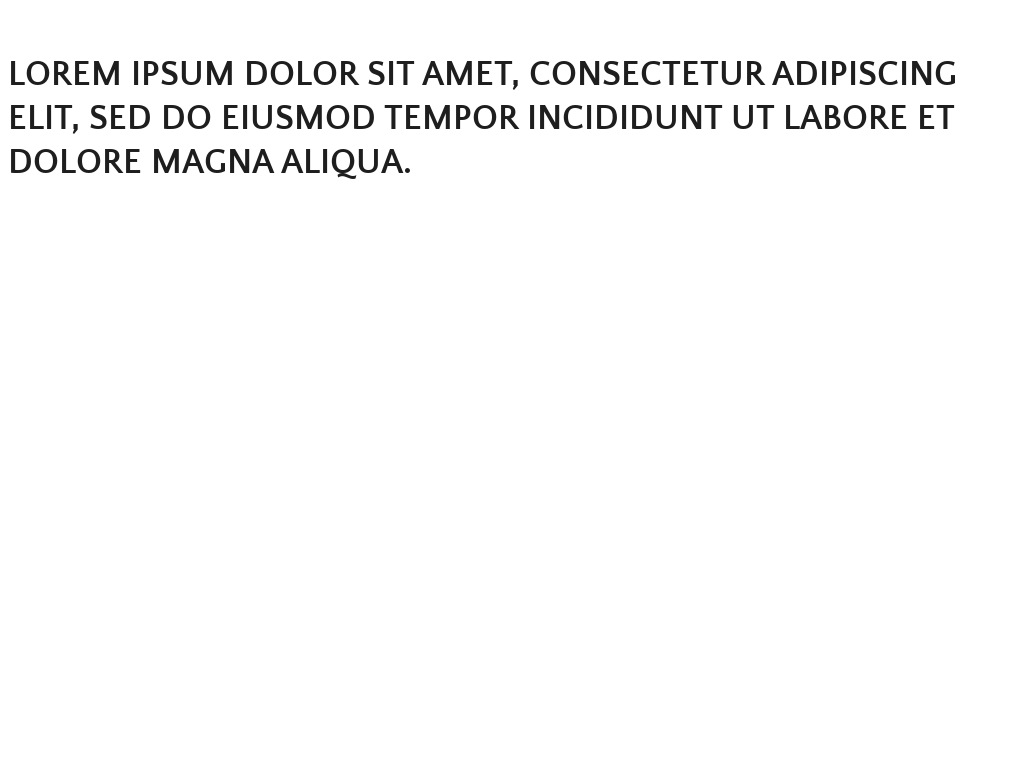 LOREM IPSUM DOLOR SIT AMET, CONSECTETUR ADIPISCING
ELIT, SED DO EIUSMOD TEMPOR INCIDIDUNT UT LABORE ET
DOLORE MAGNA ALIQUA.